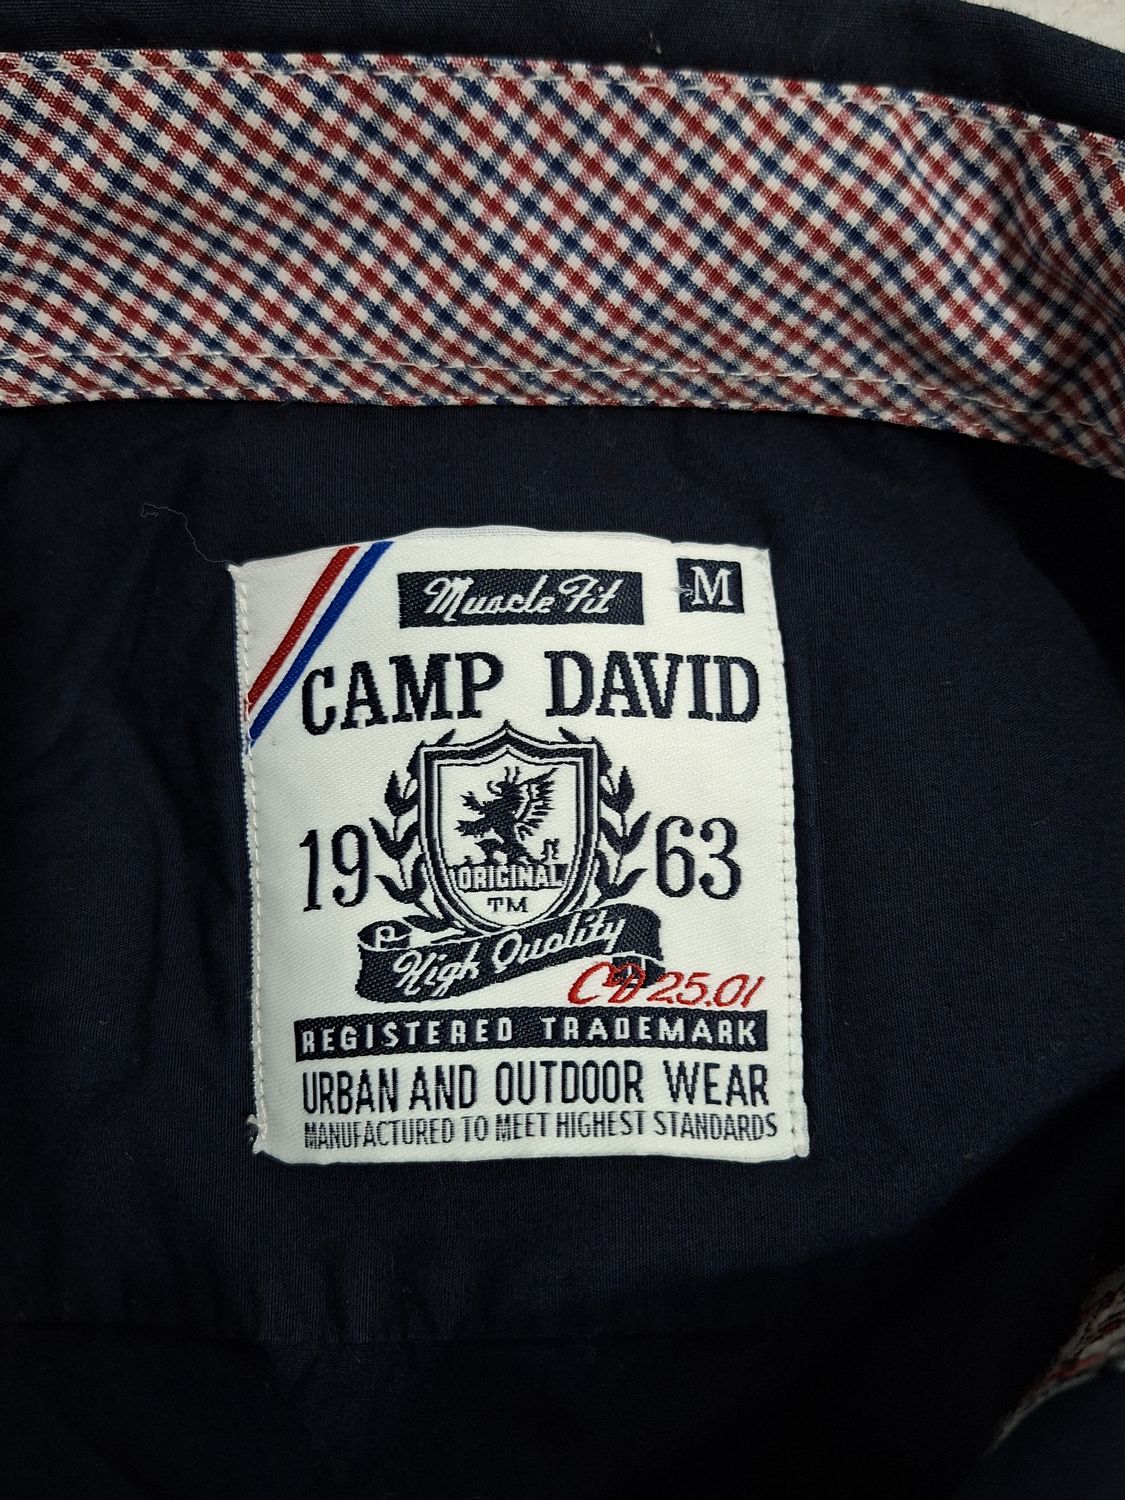 Muscle Fit M
CAMP DAVID
19 63
ORIGINAL
TM
High Quality
CD 25.01
REGISTERED TRADEMARK
URBAN AND OUTDOOR WEAR
MANUFACTURED TO MEET HIGHEST STANDARDS